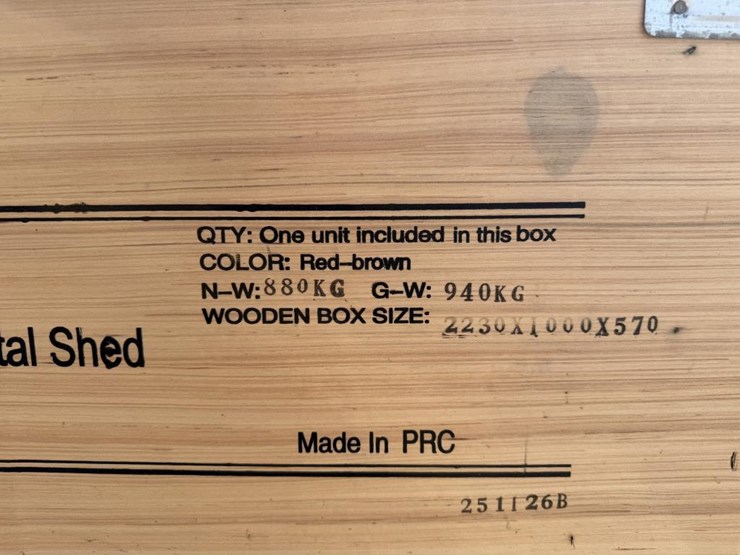 QTY: One unit included in this box
COLOR: Red-brown
N-W:880KG G-W: 940KG
WOODEN BOX SIZE: 2230X1000X570
tal Shed
Made In PRC
251126B